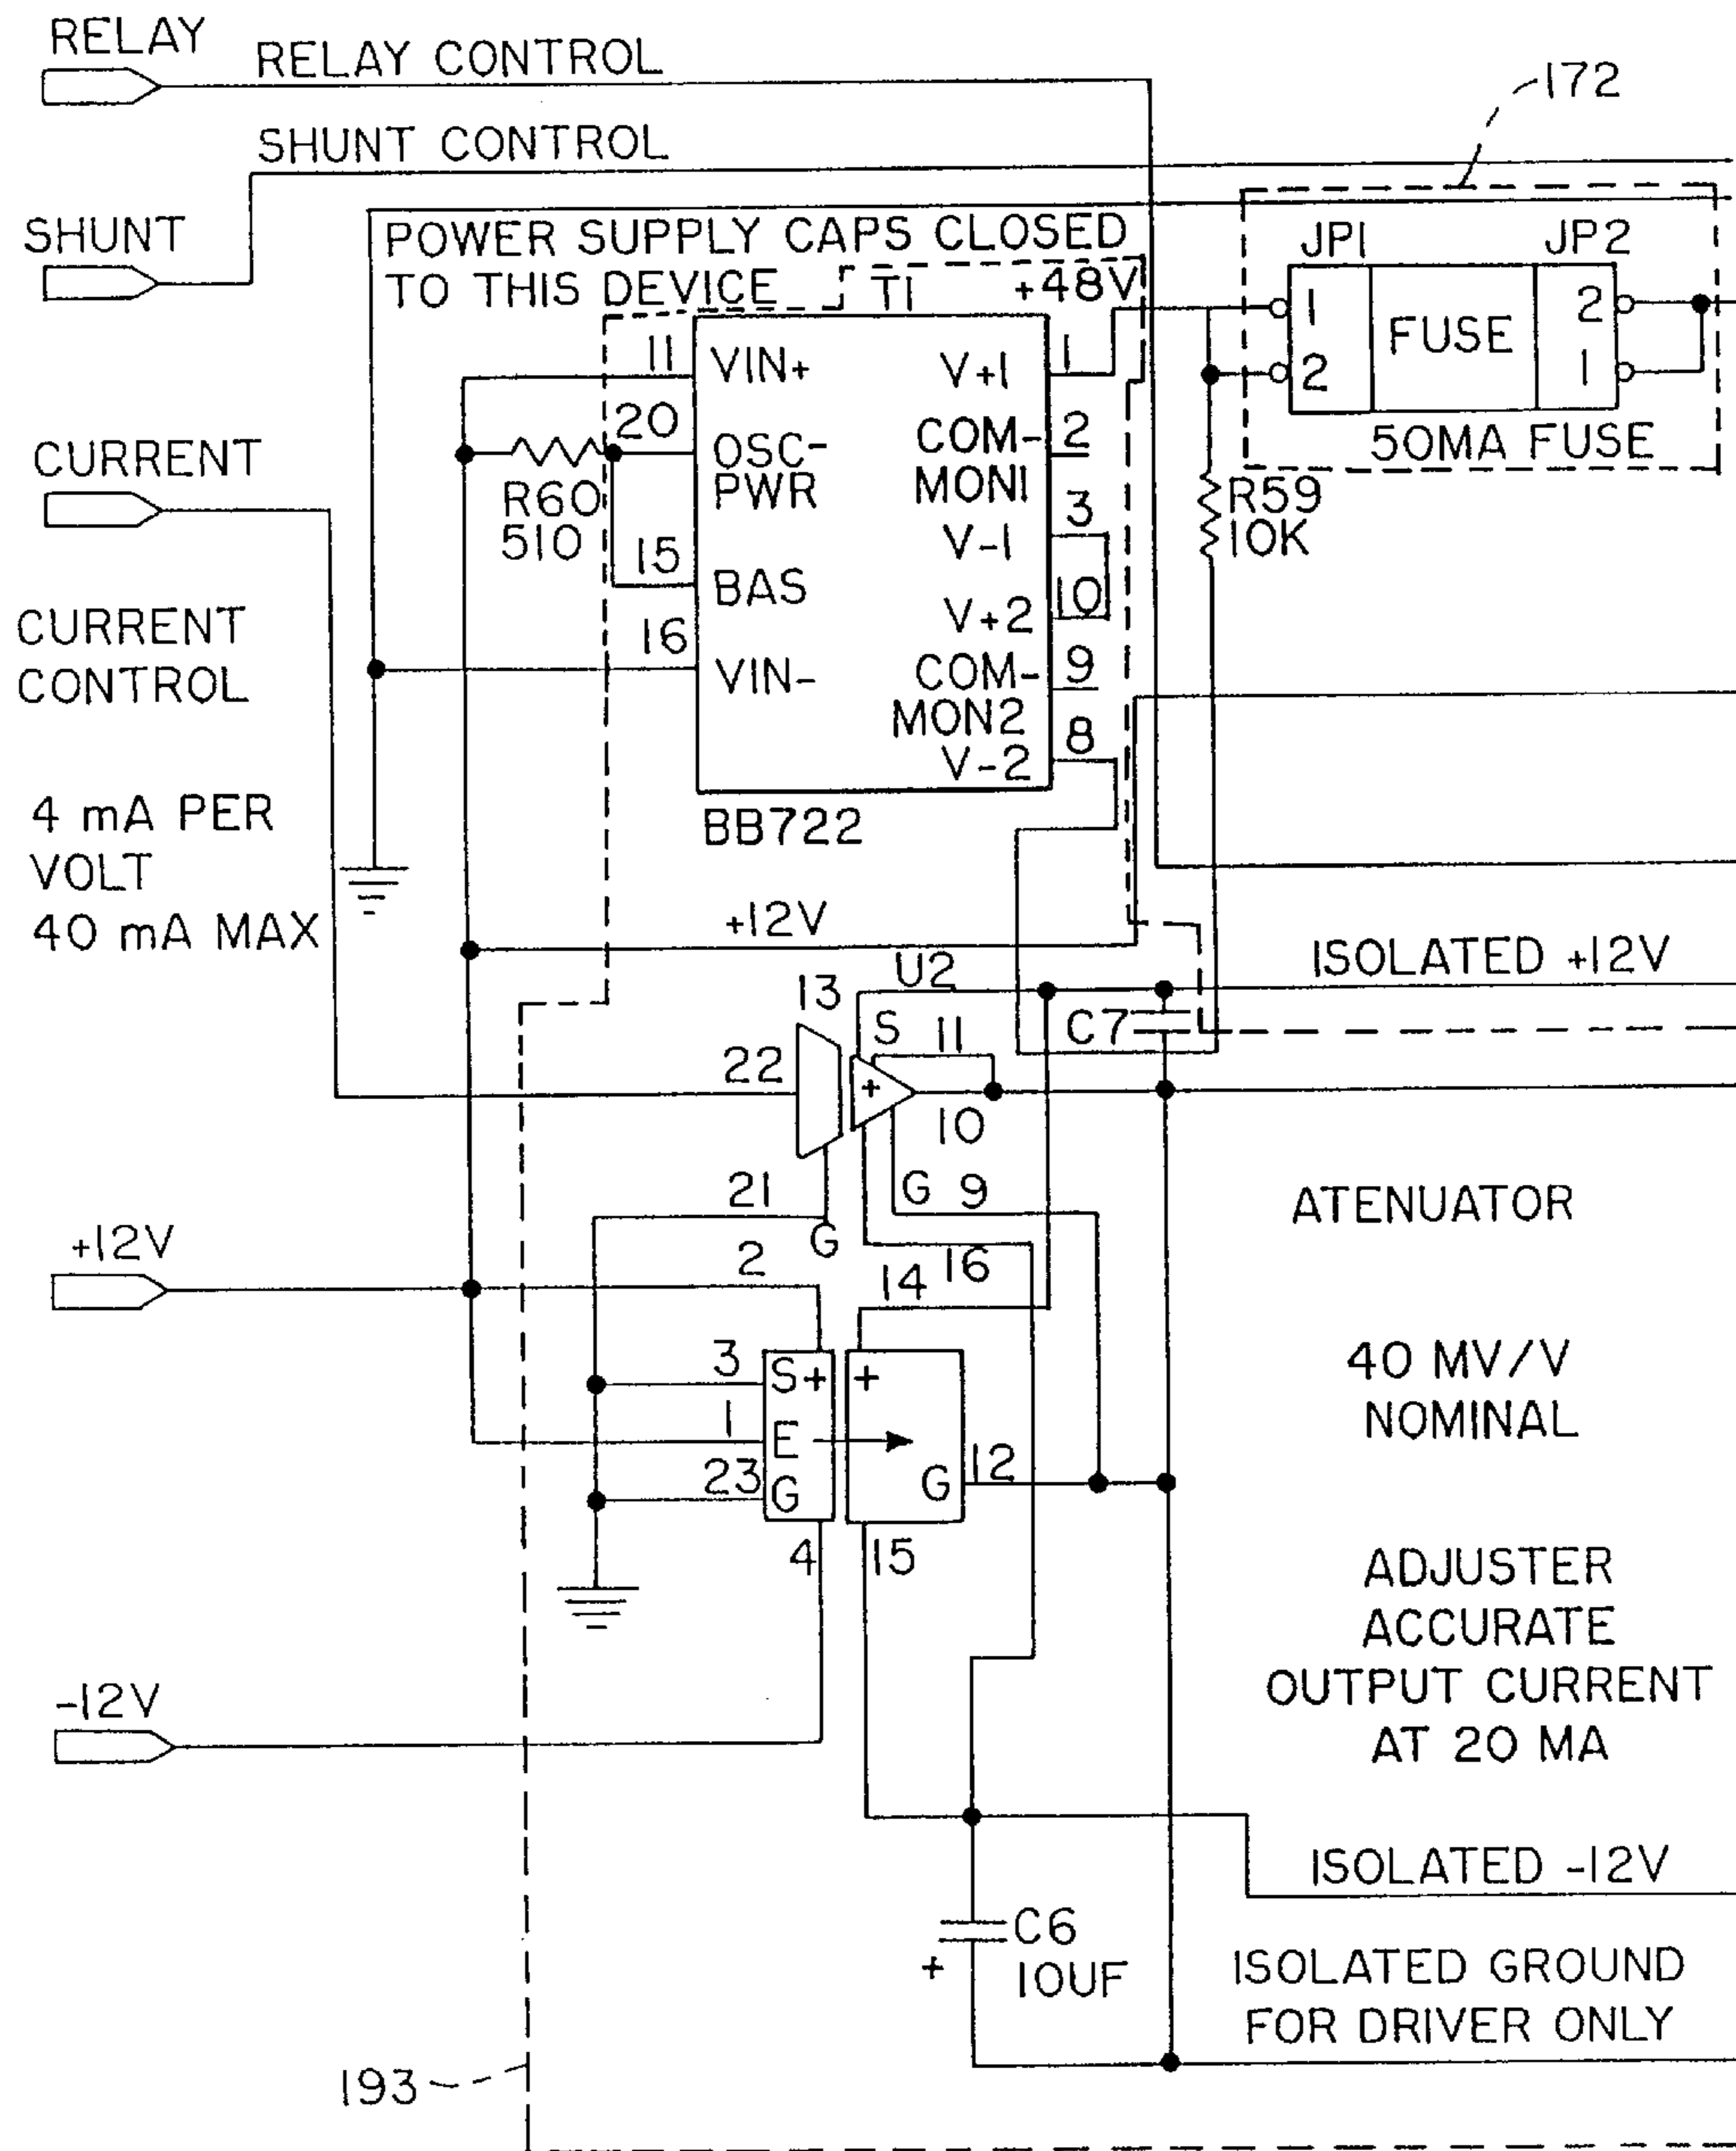 RELAY
RELAY CONTROL
172
SHUNT CONTROL
SHUNT
POWER SUPPLY CAPS CLOSED
TO THIS DEVICE
T1
+48V
JP1
JP2
1
2
FUSE
2
1
50MA FUSE
11
VIN+
V+1
1
20
OSC-
PWR
COM-
MON1
2
CURRENT
R60
510
3
V-1
R59
10K
15
BAS
10
V+2
CURRENT
CONTROL
16
VIN-
COM-
MON2
9
8
V-2
BB722
4 mA PER
VOLT
40 mA MAX
+12V
ISOLATED +12V
13
U2
S
11
C7
22
+
10
21
G
G 9
ATENUATOR
+12V
2
16
14
3
S+
+
40 MV/V
NOMINAL
1
E
23
G
G
12
4
15
ADJUSTER
ACCURATE
OUTPUT CURRENT
AT 20 MA
-12V
ISOLATED -12V
C6
10UF
+
ISOLATED GROUND
FOR DRIVER ONLY
193